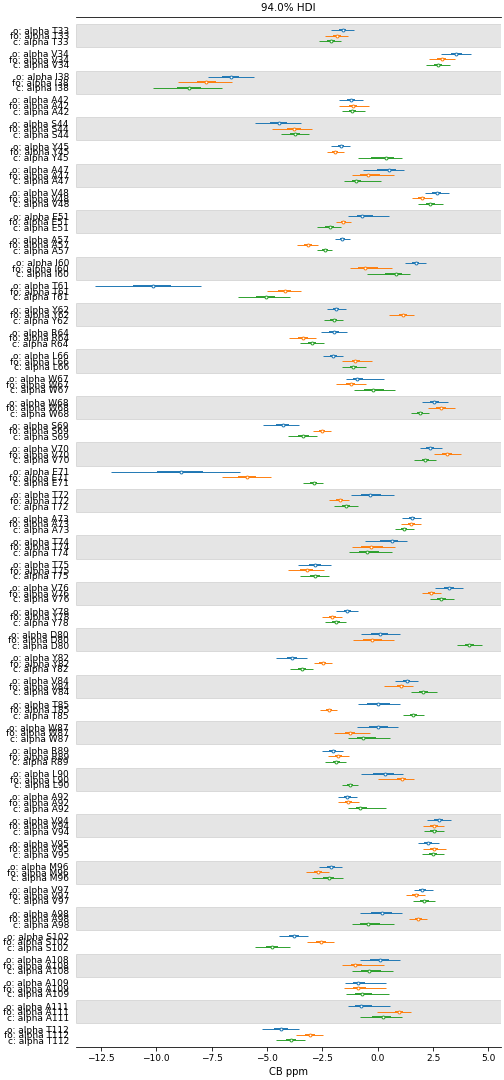 94.0% HDI
o: alpha T33
fo: alpha T33
c: alpha T33
o: alpha V34
fo: alpha V34
c: alpha V34
o: alpha I38
fo: alpha I38
c: alpha I38
o: alpha A42
fo: alpha A42
c: alpha A42
o: alpha S44
fo: alpha S44
c: alpha S44
o: alpha Y45
fo: alpha Y45
c: alpha Y45
o: alpha A47
fo: alpha A47
c: alpha A47
o: alpha V48
fo: alpha V48
c: alpha V48
o: alpha E51
fo: alpha E51
c: alpha E51
o: alpha A57
fo: alpha A57
c: alpha A57
o: alpha I60
fo: alpha I60
c: alpha I60
o: alpha T61
fo: alpha T61
c: alpha T61
o: alpha Y62
fo: alpha Y62
c: alpha Y62
o: alpha R64
fo: alpha R64
c: alpha R64
o: alpha L66
fo: alpha L66
c: alpha L66
o: alpha W67
fo: alpha W67
c: alpha W67
o: alpha W68
fo: alpha W68
c: alpha W68
o: alpha S69
fo: alpha S69
c: alpha S69
o: alpha V70
fo: alpha V70
c: alpha V70
o: alpha E71
fo: alpha E71
c: alpha E71
o: alpha T72
fo: alpha T72
c: alpha T72
o: alpha A73
fo: alpha A73
c: alpha A73
o: alpha T74
fo: alpha T74
c: alpha T74
o: alpha T75
fo: alpha T75
c: alpha T75
o: alpha V76
fo: alpha V76
c: alpha V76
o: alpha Y78
fo: alpha Y78
c: alpha Y78
o: alpha D80
fo: alpha D80
c: alpha D80
o: alpha Y82
fo: alpha Y82
c: alpha Y82
o: alpha V84
fo: alpha V84
c: alpha V84
o: alpha T85
fo: alpha T85
c: alpha T85
o: alpha W87
fo: alpha W87
c: alpha W87
o: alpha R89
fo: alpha R89
c: alpha R89
o: alpha L90
fo: alpha L90
c: alpha L90
o: alpha A92
fo: alpha A92
c: alpha A92
o: alpha V94
fo: alpha V94
c: alpha V94
o: alpha V95
fo: alpha V95
c: alpha V95
o: alpha M96
fo: alpha M96
c: alpha M96
o: alpha V97
fo: alpha V97
c: alpha V97
o: alpha A98
fo: alpha A98
c: alpha A98
o: alpha S102
fo: alpha S102
c: alpha S102
o: alpha A108
fo: alpha A108
c: alpha A108
o: alpha A109
fo: alpha A109
c: alpha A109
o: alpha A111
fo: alpha A111
c: alpha A111
o: alpha T112
fo: alpha T112
c: alpha T112
−12.5 −10.0 −7.5 −5.0 −2.5 0.0 2.5 5.0
CB ppm